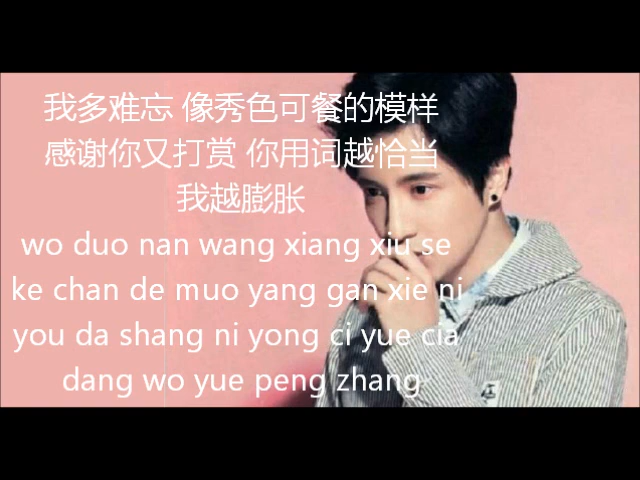 我多难忘 像秀色可餐的模样
感谢你又打赏 你用词越恰当
我越膨胀
wo duo nan wang xiang xiu se
ke chan de muo yang gan xie ni
you da shang ni yong ci yue cia
dang wo yue peng zhang